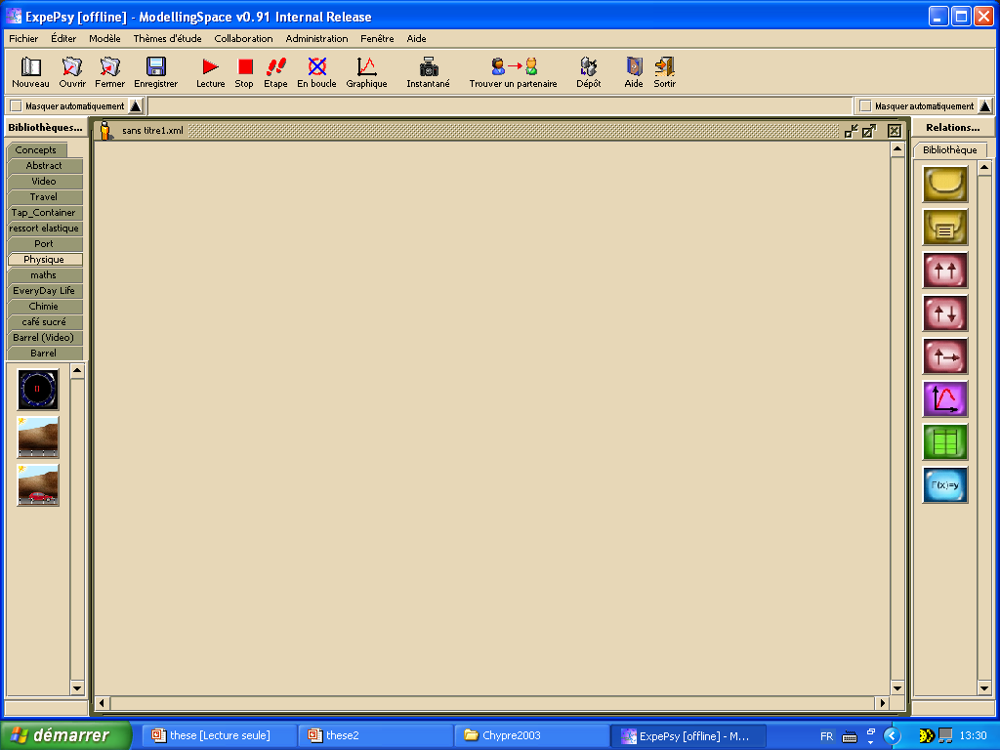 ExpePsy [offline] - ModellingSpace v0.91 Internal Release
Fichier Éditer Modèle Thèmes d'étude Collaboration Administration Fenêtre Aide
Nouveau Ouvrir Fermer Enregistrer Lecture Stop Etape En boucle Graphique Instantané Trouver un partenaire Dépôt Aide Sortir
Masquer automatiquement Masquer automatiquement
Bibliothèques... sans titre1.xml Relations...
Concepts
Abstract
Video
Travel
Tap_Container
ressort elastique
Port
Physique
maths
EveryDay Life
Chimie
café sucré
Barrel (Video)
Barrel
Bibliothèque
F(x)=y
démarrer these [Lecture seule] these2 Chypre2003 ExpePsy [offline] - M... FR 13:30